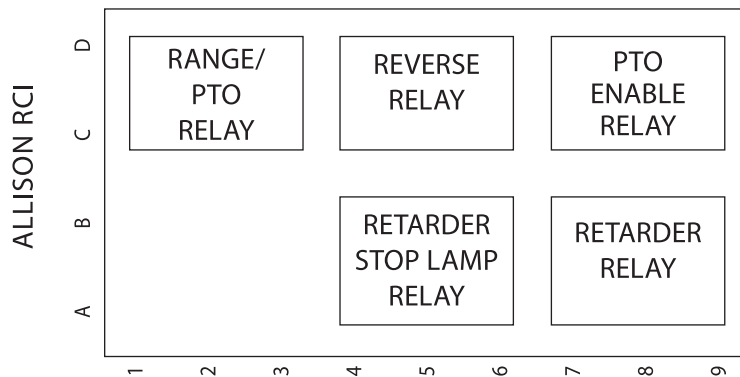 ALLISON RCI
D
C
B
A
RANGE/
PTO
RELAY
REVERSE
RELAY
PTO
ENABLE
RELAY
RETARDER
STOP LAMP
RELAY
RETARDER
RELAY
1 2 3 4 5 6 7 8 9